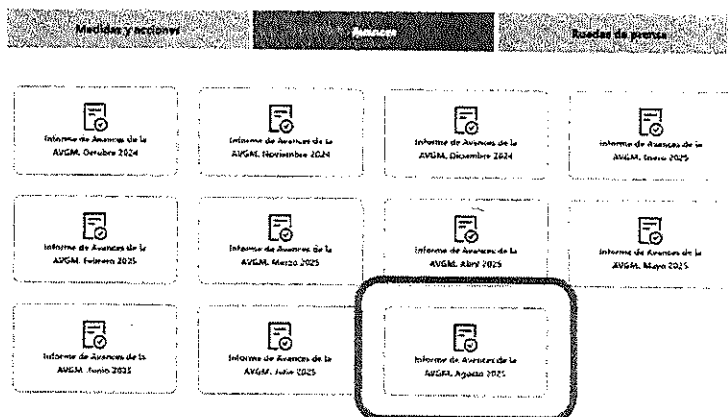 Medidas y acciones
Avances
Ruedas de prensa
Informe de Avances de la
AVGM. Octubre 2024
Informe de Avances de la
AVGM. Noviembre 2024
Informe de Avances de la
AVGM. Diciembre 2024
Informe de Avances de la
AVGM. Enero 2025
Informe de Avances de la
AVGM. Febrero 2025
Informe de Avances de la
AVGM. Marzo 2025
Informe de Avances de la
AVGM. Abril 2025
Informe de Avances de la
AVGM. Mayo 2025
Informe de Avances de la
AVGM. Junio 2025
Informe de Avances de la
AVGM. Julio 2025
Informe de Avances de la
AVGM. Agosto 2025